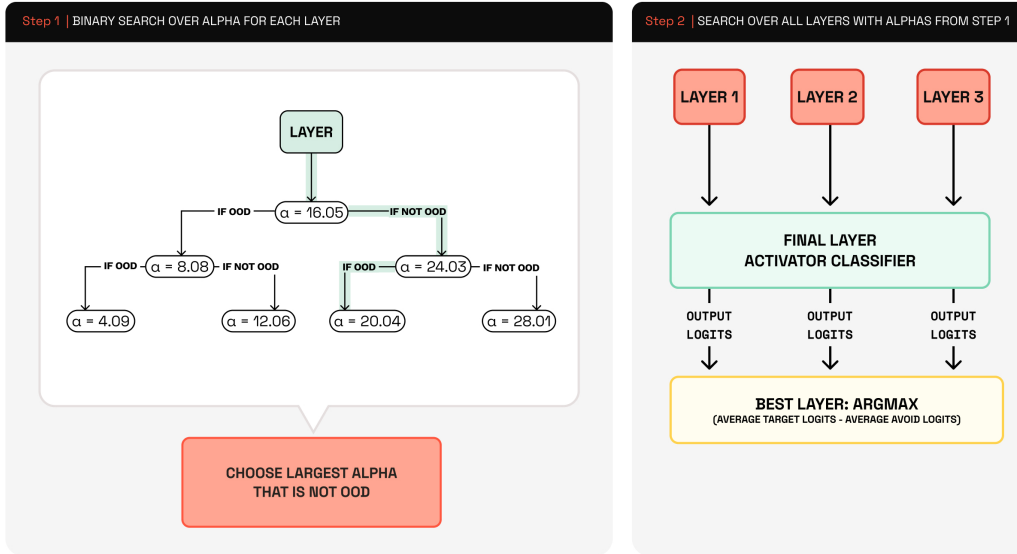 Step 1 | BINARY SEARCH OVER ALPHA FOR EACH LAYER
LAYER
α = 16.05
IF OOD
IF NOT OOD
α = 8.08
IF OOD
IF NOT OOD
α = 24.03
IF OOD
IF NOT OOD
α = 4.09
α = 12.06
α = 20.04
α = 28.01
CHOOSE LARGEST ALPHA
THAT IS NOT OOD
Step 2 | SEARCH OVER ALL LAYERS WITH ALPHAS FROM STEP 1
LAYER 1
LAYER 2
LAYER 3
FINAL LAYER
ACTIVATOR CLASSIFIER
OUTPUT
LOGITS
OUTPUT
LOGITS
OUTPUT
LOGITS
BEST LAYER: ARGMAX
(AVERAGE TARGET LOGITS - AVERAGE AVOID LOGITS)